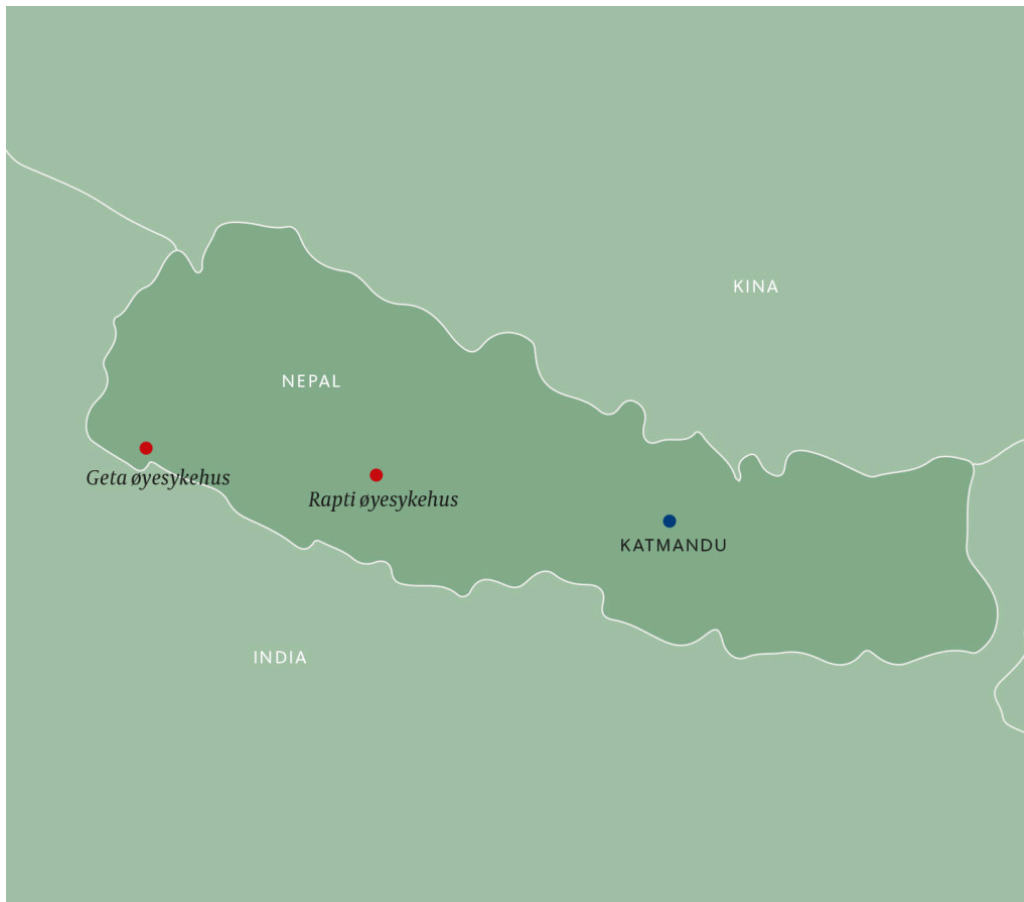 KINA
NEPAL
Geta øyesykehus
Rapti øyesykehus
KATMANDU
INDIA